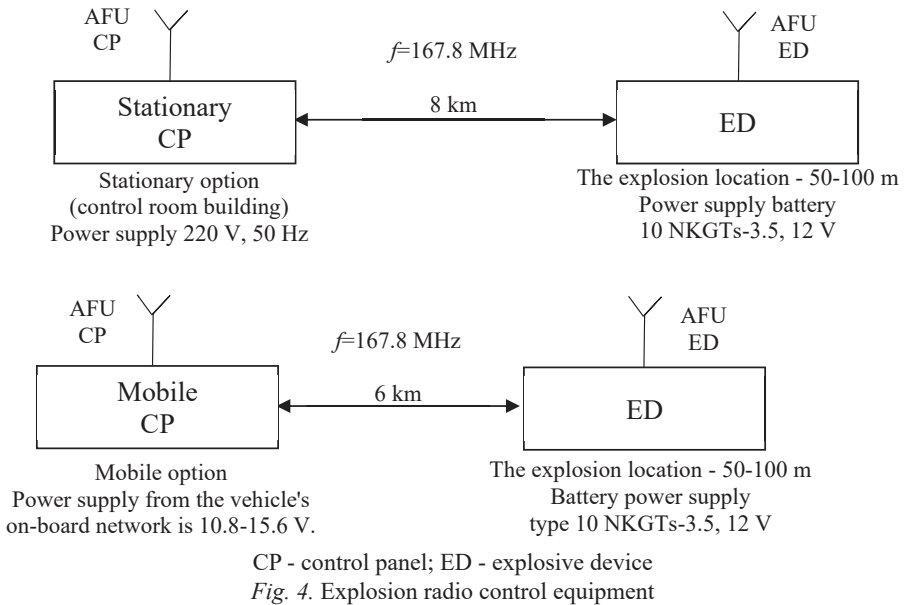 AFU
CP
f=167.8 MHz
AFU
ED
Stationary
CP
8 km
ED
Stationary option
(control room building)
Power supply 220 V, 50 Hz
The explosion location - 50-100 m
Power supply battery
10 NKGTs-3.5, 12 V
AFU
CP
f=167.8 MHz
AFU
ED
Mobile
CP
6 km
ED
Mobile option
Power supply from the vehicle's
on-board network is 10.8-15.6 V.
The explosion location - 50-100 m
Battery power supply
type 10 NKGTs-3.5, 12 V
CP - control panel; ED - explosive device
Fig. 4. Explosion radio control equipment